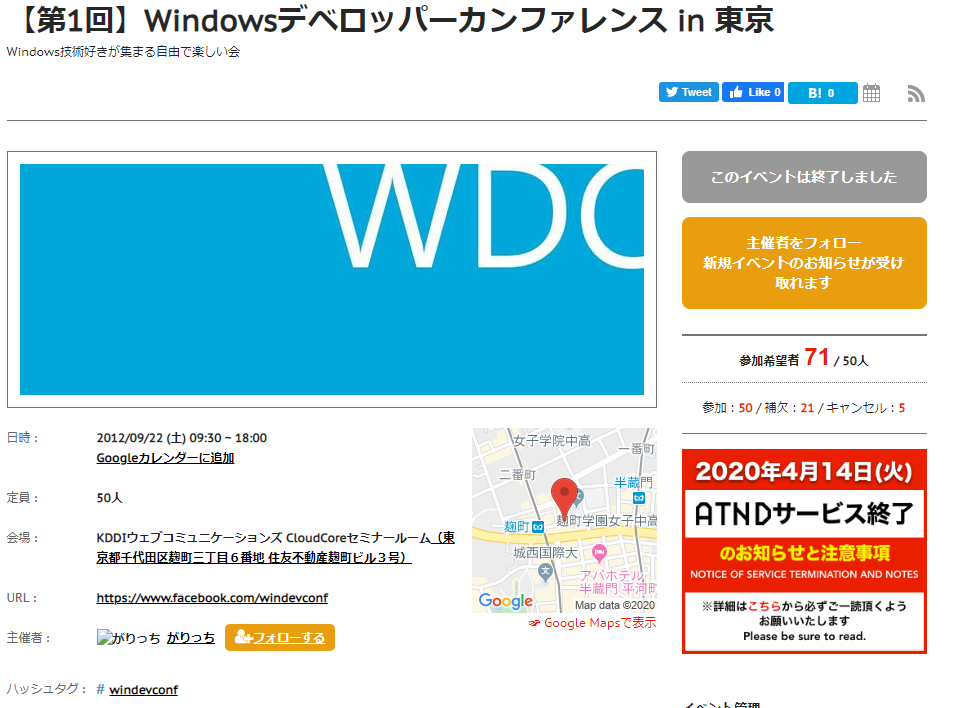 【第1回】Windowsデベロッパーカンファレンス in 東京
Windows技術好きが集まる自由で楽しい会
Tweet
Like 0
B! 0
WDC
このイベントは終了しました
主催者をフォロー
新規イベントのお知らせが受け
取れます
参加希望者 71 / 50人
参加：50 / 補欠：21 / キャンセル：5
日時： 2012/09/22 (土) 09:30 ~ 18:00
Googleカレンダーに追加
定員： 50人
会場： KDDIウェブコミュニケーションズ CloudCoreセミナールーム（東
京都千代田区麹町三丁目６番地 住友不動産麹町ビル３号）
URL： https://www.facebook.com/windevconf
主催者： がりっち がりっち フォローする
ハッシュタグ： # windevconf
女子学院中高
一番町
二番町
半蔵門
麹町
麹町学園女子中高
城西国際大
アパホテル
半蔵門 平河町
Google
Map data ©2020
Google Mapsで表示
2020年4月14日(火)
ATNDサービス終了
のお知らせと注意事項
NOTICE OF SERVICE TERMINATION AND NOTES
※詳細はこちらから必ずご一読頂くよう
お願いいたします
Please be sure to read.
イベント管理